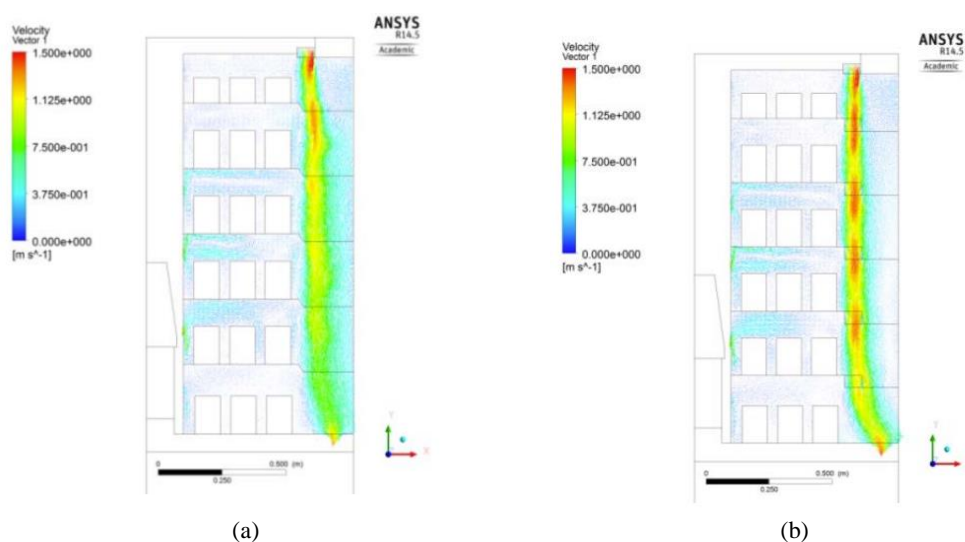 ANSYS
R14.5
Academic
Velocity
Vector 1
1.500e+000
1.125e+000
7.500e-001
3.750e-001
0.000e+000
[m s^-1]
Y
X
0 0.500 (m)
0.250
(a)
ANSYS
R14.5
Academic
Velocity
Vector 1
1.500e+000
1.125e+000
7.500e-001
3.750e-001
0.000e+000
[m s^-1]
Y
X
0 0.500 (m)
0.250
(b)